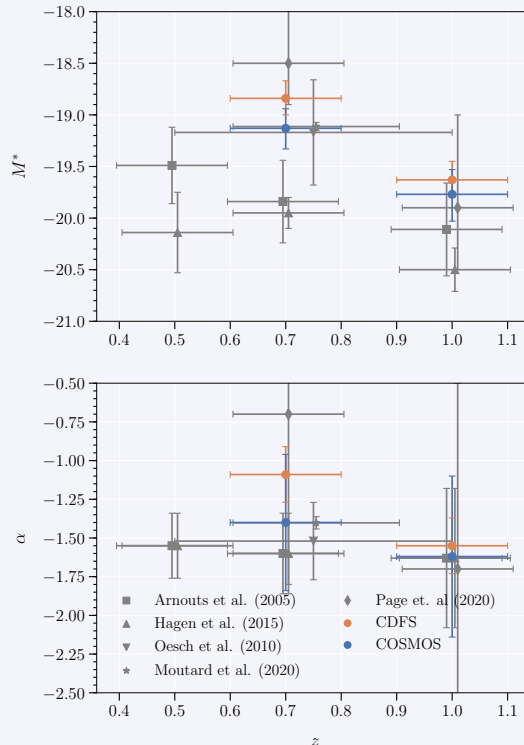 −18.0
−18.5
−19.0
−19.5
−20.0
−20.5
−21.0
M*
0.4 0.5 0.6 0.7 0.8 0.9 1.0 1.1
−0.50
−0.75
−1.00
−1.25
−1.50
−1.75
−2.00
−2.25
−2.50
α
Arnouts et al. (2005)
Hagen et al. (2015)
Oesch et al. (2010)
Moutard et al. (2020)
Page et. al (2020)
CDFS
COSMOS
0.4 0.5 0.6 0.7 0.8 0.9 1.0 1.1
z